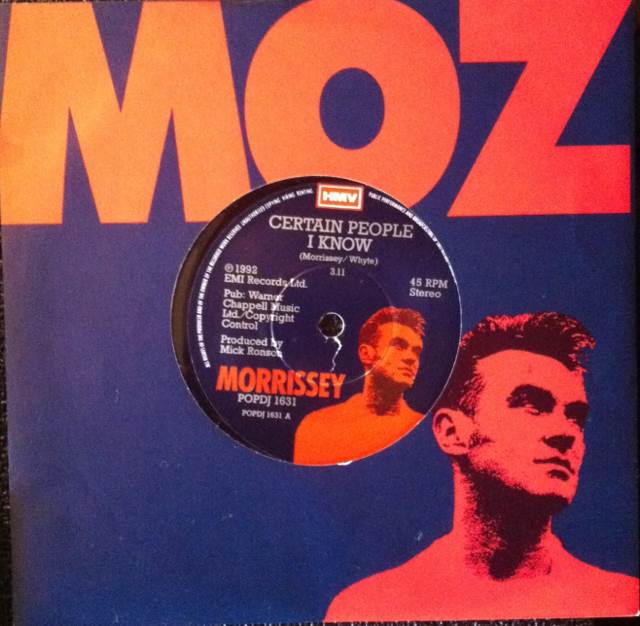 MOZ
HMV
CERTAIN PEOPLE
I KNOW
(Morrissey/Whyte)
3.11
℗1992
EMI Records Ltd.
Pub: Warner
Chappell Music
Ltd./Copyright
Control
Produced by
Mick Ronson
45 RPM
Stereo
MORRISSEY
POPDJ 1631
POPDJ 1631 A